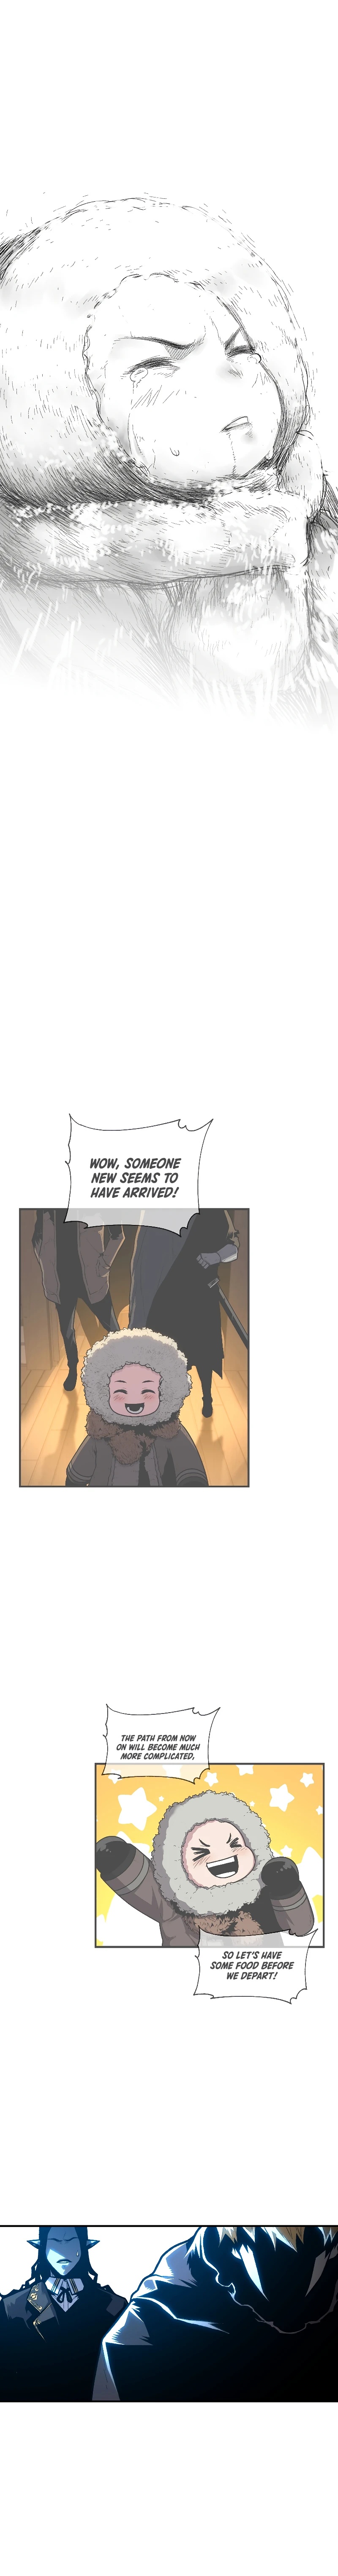 WOW, SOMEONE
NEW SEEMS TO
HAVE ARRIVED!
THE PATH FROM NOW
ON WILL BECOME MUCH
MORE COMPLICATED,
SO LET'S HAVE
SOME FOOD BEFORE
WE DEPART!